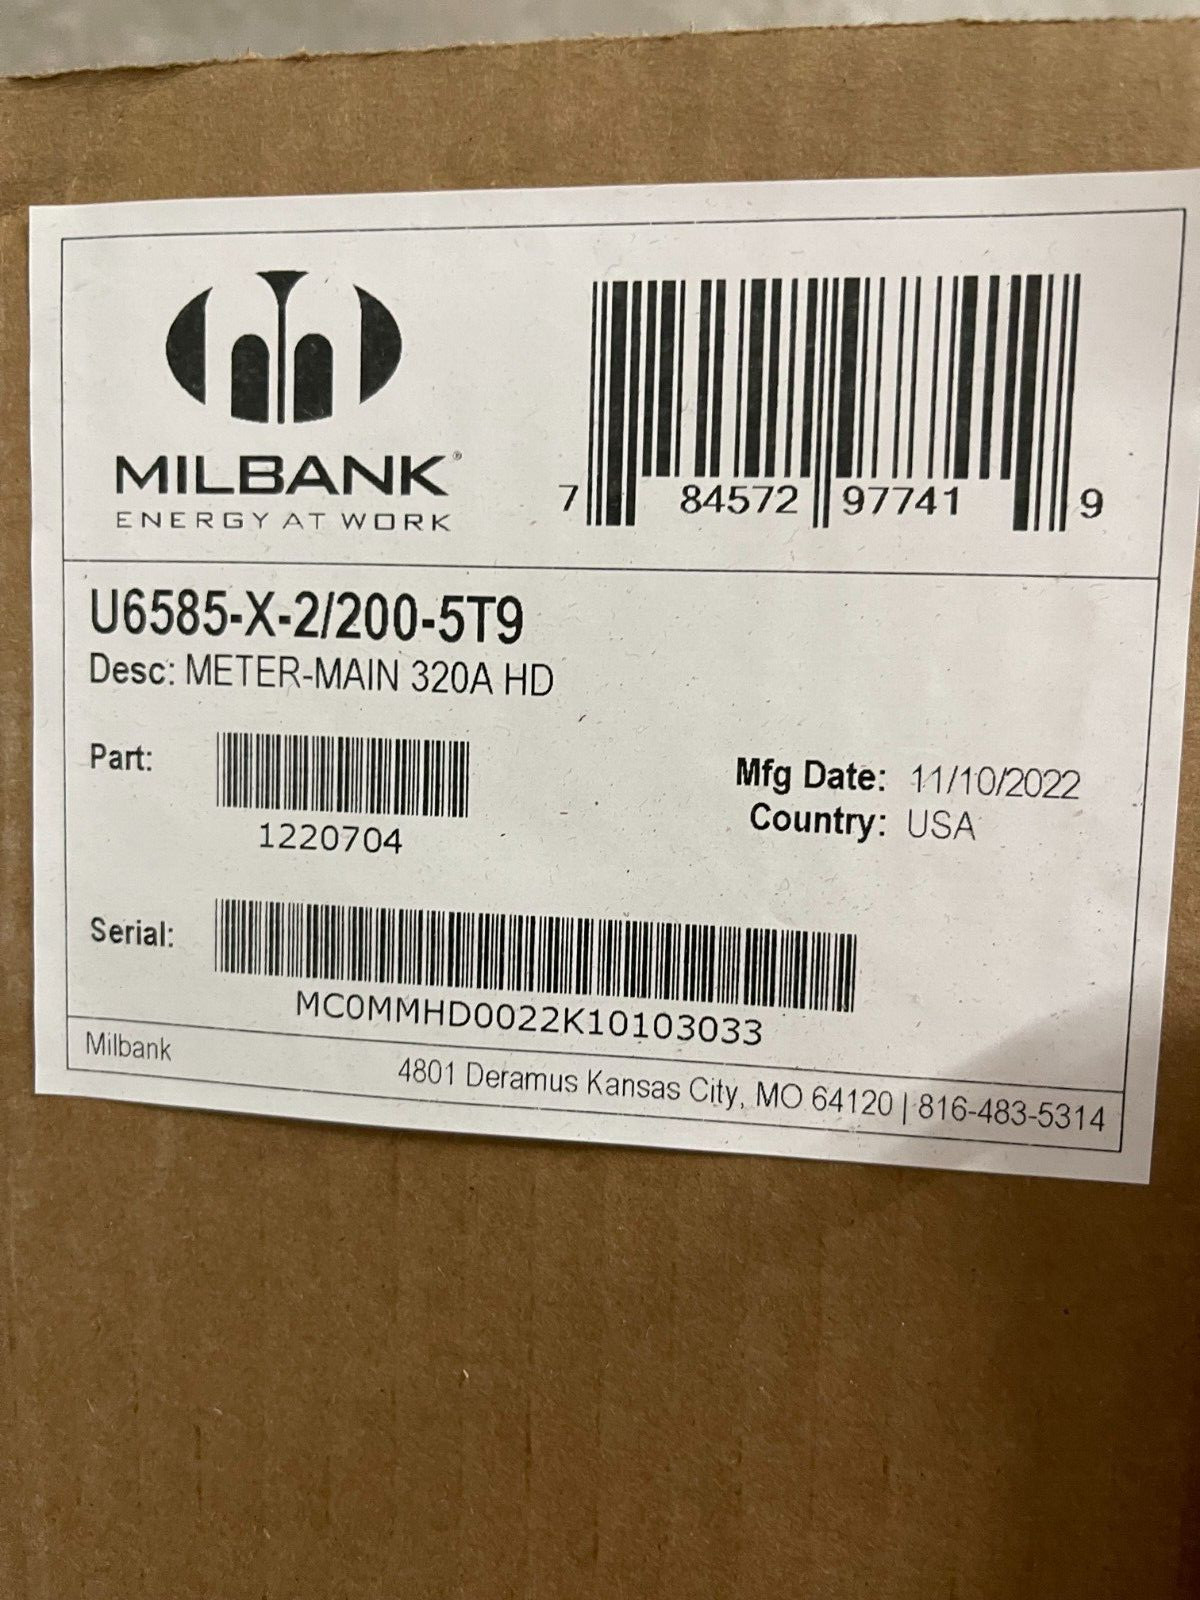 MILBANK®
ENERGY AT WORK
7 84572 97741 9
U6585-X-2/200-5T9
Desc: METER-MAIN 320A HD
Part:
1220704
Mfg Date: 11/10/2022
Country: USA
Serial:
MC0MMHD0022K10103033
Milbank
4801 Deramus Kansas City, MO 64120 | 816-483-5314